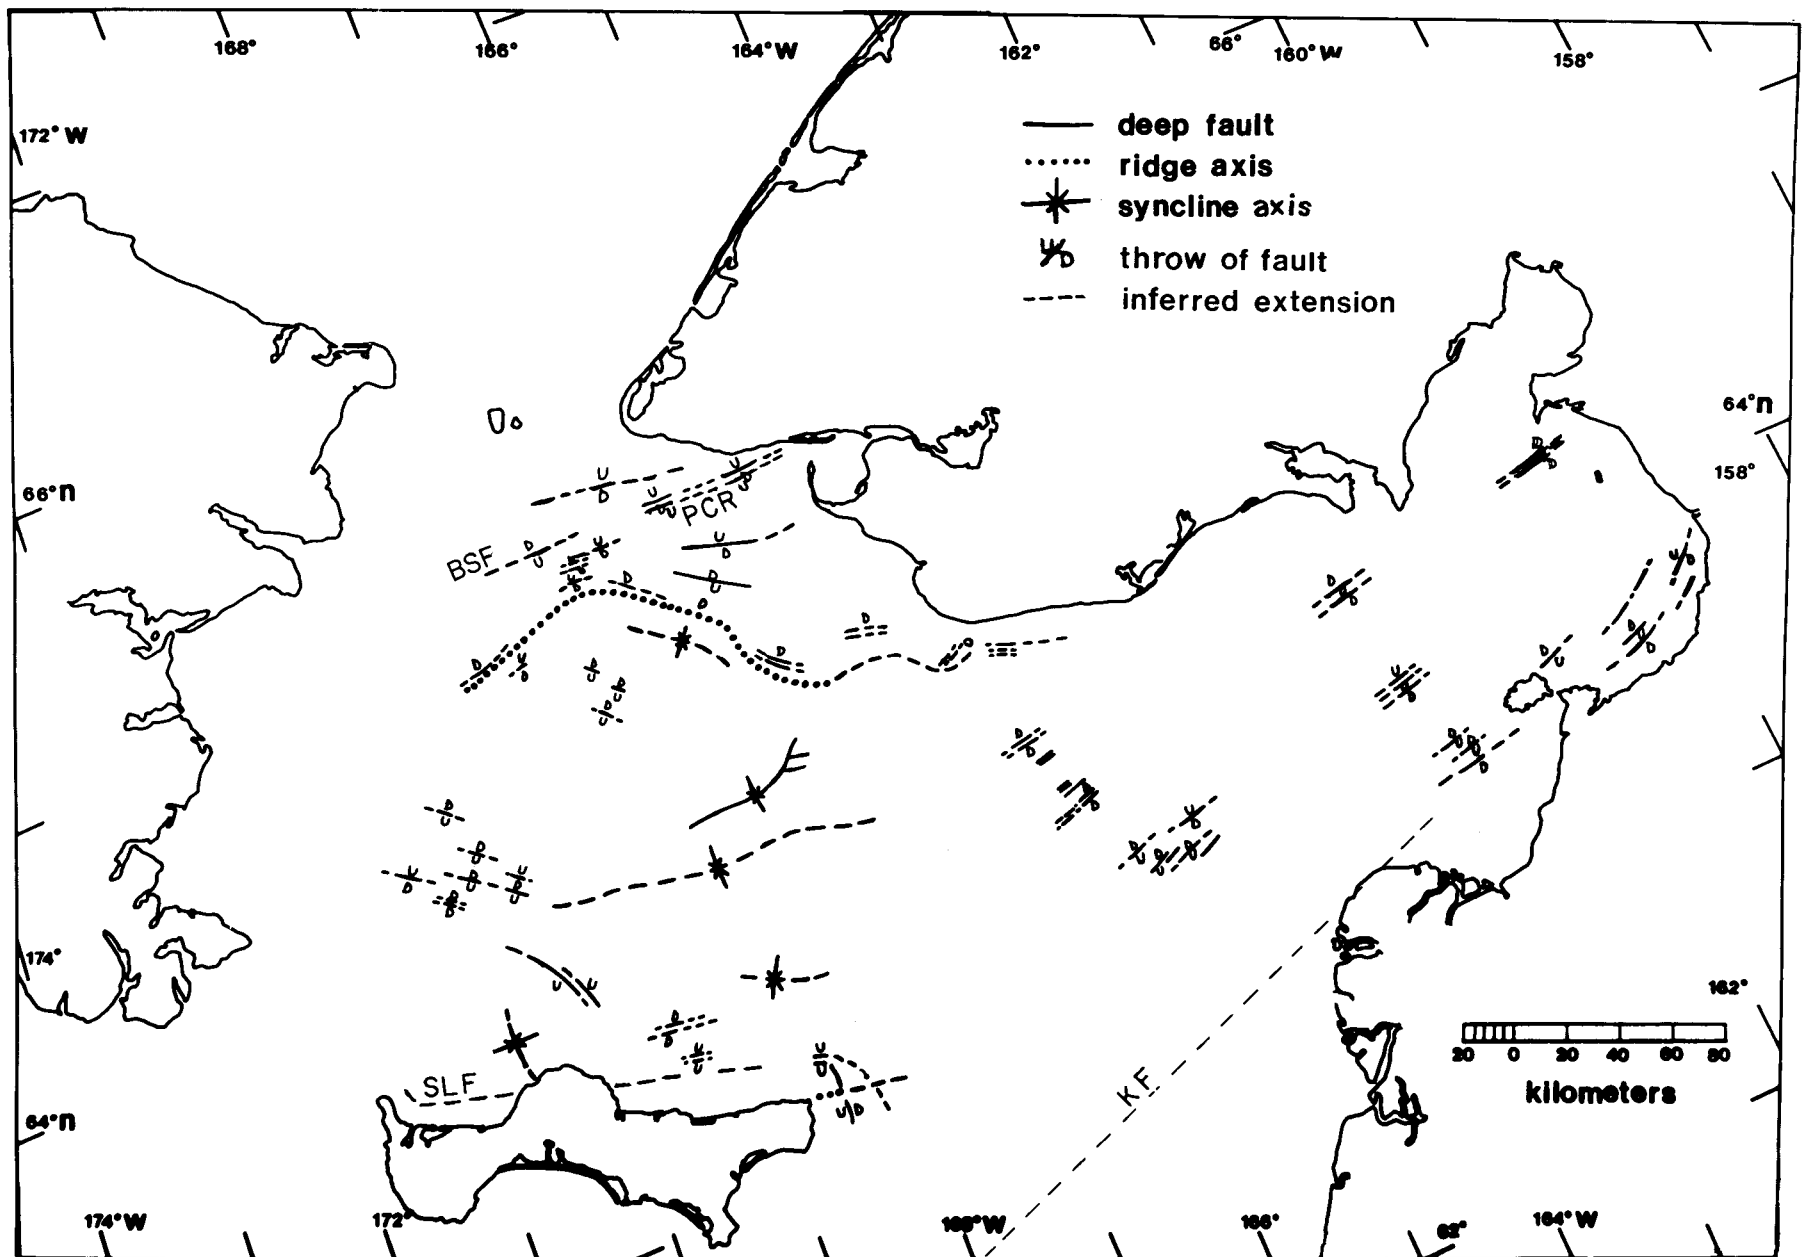 168°
166°
164°W
162°
66°
160°W
158°
172°W
deep fault
ridge axis
syncline axis
U/D throw of fault
inferred extension
64°n
158°
66°n
PCR
BSF
174°
162°
20 0 20 40 60 80
kilometers
SLF
KF
64°n
174°W
172°
166°
62°
164°W